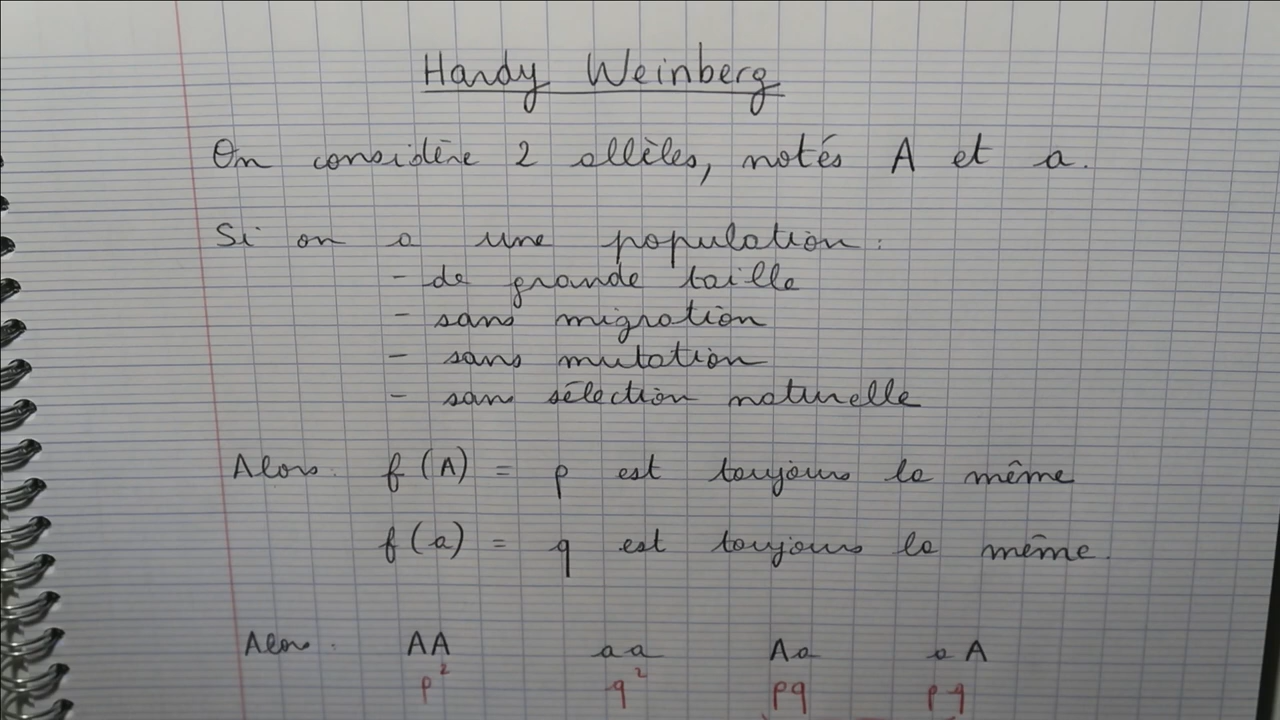 Hardy Weinberg
On considère 2 allèles, notés A et a.
Si on a une population :
- de grande taille
- sans migration
- sans mutation
- sans sélection naturelle
Alors. f (A) = p est toujours la même
f (a) = q est toujours la même.
Alors : AA aa Aa aA
p² q² pq pq